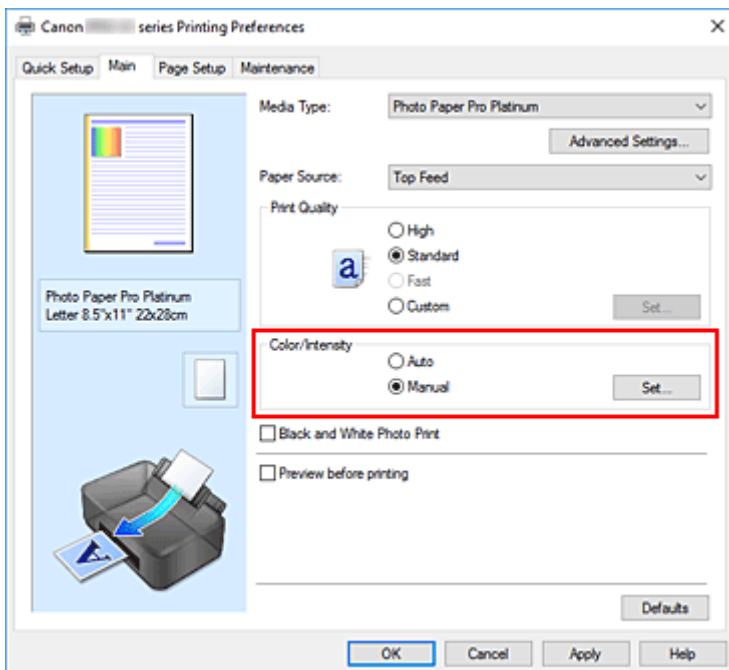 Canon series Printing Preferences
Quick Setup Main Page Setup Maintenance
Media Type: Photo Paper Pro Platinum
Advanced Settings...
Paper Source: Top Feed
Print Quality
High
a Standard
Fast
Custom Set...
Photo Paper Pro Platinum
Letter 8.5"x11" 22x28cm
Color/Intensity
Auto
Manual Set...
Black and White Photo Print
Preview before printing
A
Defaults
OK Cancel Apply Help